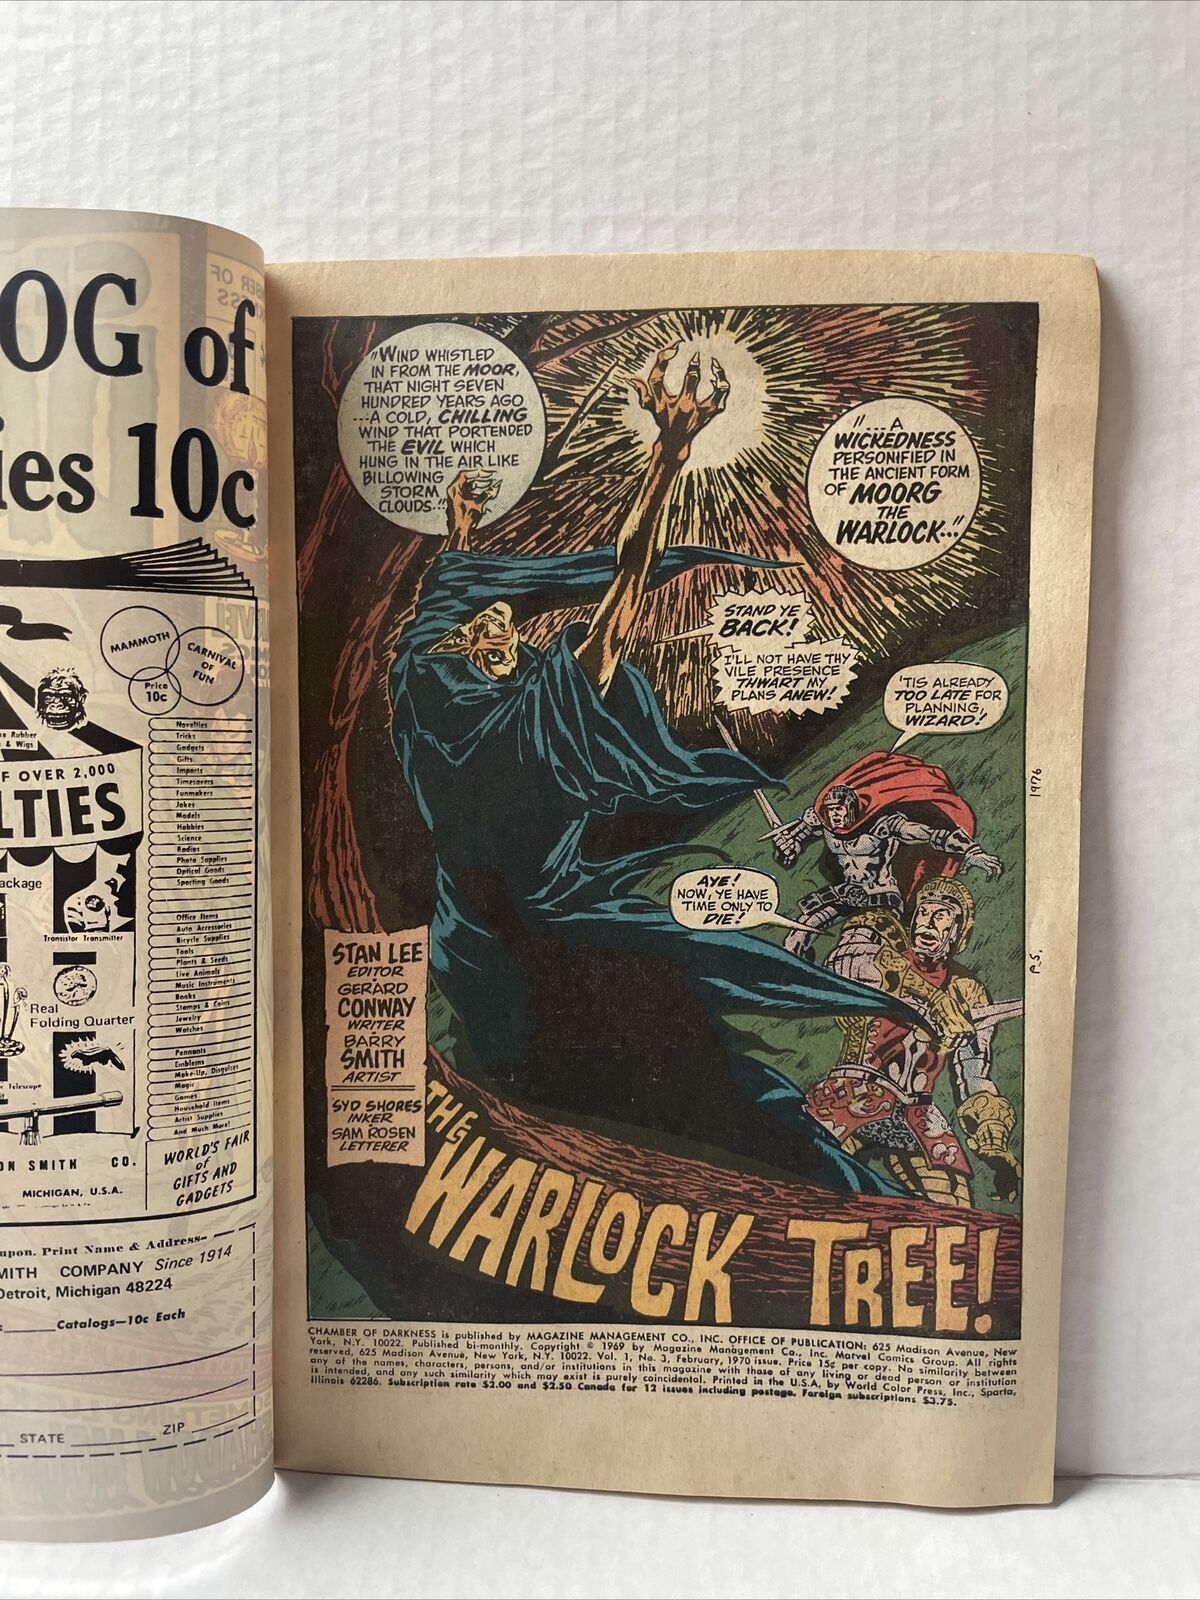 OG of
ies 10c
MAMMOTH
CARNIVAL
OF
FUN
Price
10c
Rubber
& Wigs
F OVER 2,000
LTIES
Novelties
Tricks
Gadgets
Gifts
Imports
Timesavers
Funmakers
Jokes
Models
Hobbies
Science
Radios
Photo Supplies
Optical Goods
Sporting Goods
Office Items
Auto Accessories
Bicycle Supplies
Tools
Plants & Seeds
Live Animals
Music Instruments
Books
Stamps & Coins
Jewelry
Watches
Pennants
Emblems
Make-Up, Disguises
Magic
Games
Household Items
Artist Supplies
And Much More!
ackage
Transistor Transmitter
Real
Folding Quarter
Telescope
WORLD'S FAIR
of
GIFTS AND
GADGETS
ON SMITH CO.
MICHIGAN, U.S.A.
upon. Print Name & Address
MITH COMPANY Since 1914
Detroit, Michigan 48224
Catalogs—10c Each
STATE ZIP
"WIND WHISTLED
IN FROM THE MOOR,
THAT NIGHT SEVEN
HUNDRED YEARS AGO
...A COLD, CHILLING
WIND THAT PORTENDED
THE EVIL WHICH
HUNG IN THE AIR LIKE
BILLOWING
STORM
CLOUDS..."
"...A
WICKEDNESS
PERSONIFIED IN
THE ANCIENT FORM
OF MOORG
THE
WARLOCK..."
STAND YE
BACK!
I'LL NOT HAVE THY
VILE PRESENCE
THWART MY
PLANS ANEW!
'TIS ALREADY
TOO LATE FOR
PLANNING,
WIZARD!
AYE!
NOW, YE HAVE
TIME ONLY TO
DIE!
STAN LEE
EDITOR
GERARD
CONWAY
WRITER
BARRY
SMITH
ARTIST
SYD SHORES
INKER
SAM ROSEN
LETTERER
THE
WARLOCK TREE!
1976
P.S.
CHAMBER OF DARKNESS is published by MAGAZINE MANAGEMENT CO., INC. OFFICE OF PUBLICATION: 625 Madison Avenue, New
York, N.Y. 10022. Published bi-monthly. Copyright © 1969 by Magazine Management Co., Inc. Marvel Comics Group. All rights
reserved, 625 Madison Avenue, New York, N.Y. 10022. Vol. 1, No. 3, February, 1970 issue. Price 15¢ per copy. No similarity between
any of the names, characters, persons, and/or institutions in this magazine with those of any living or dead person or institution
is intended, and any such similarity which may exist is purely coincidental. Printed in the U.S.A. by World Color Press, Inc., Sparta,
Illinois 62286. Subscription rate $2.00 and $2.50 Canada for 12 issues including postage. Foreign subscriptions $3.75.